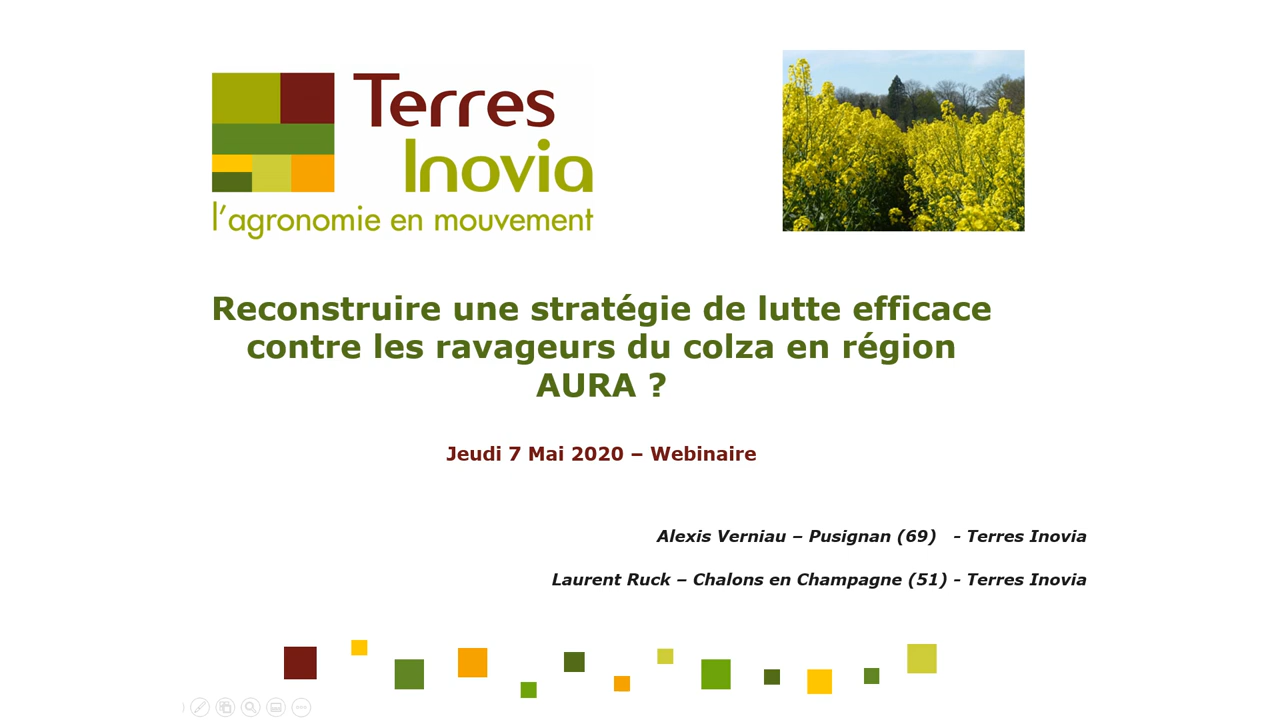 Terres
Inovia
l'agronomie en mouvement
Reconstruire une stratégie de lutte efficace
contre les ravageurs du colza en région
AURA ?
Jeudi 7 Mai 2020 – Webinaire
Alexis Verniau – Pusignan (69) - Terres Inovia
Laurent Ruck – Chalons en Champagne (51) - Terres Inovia